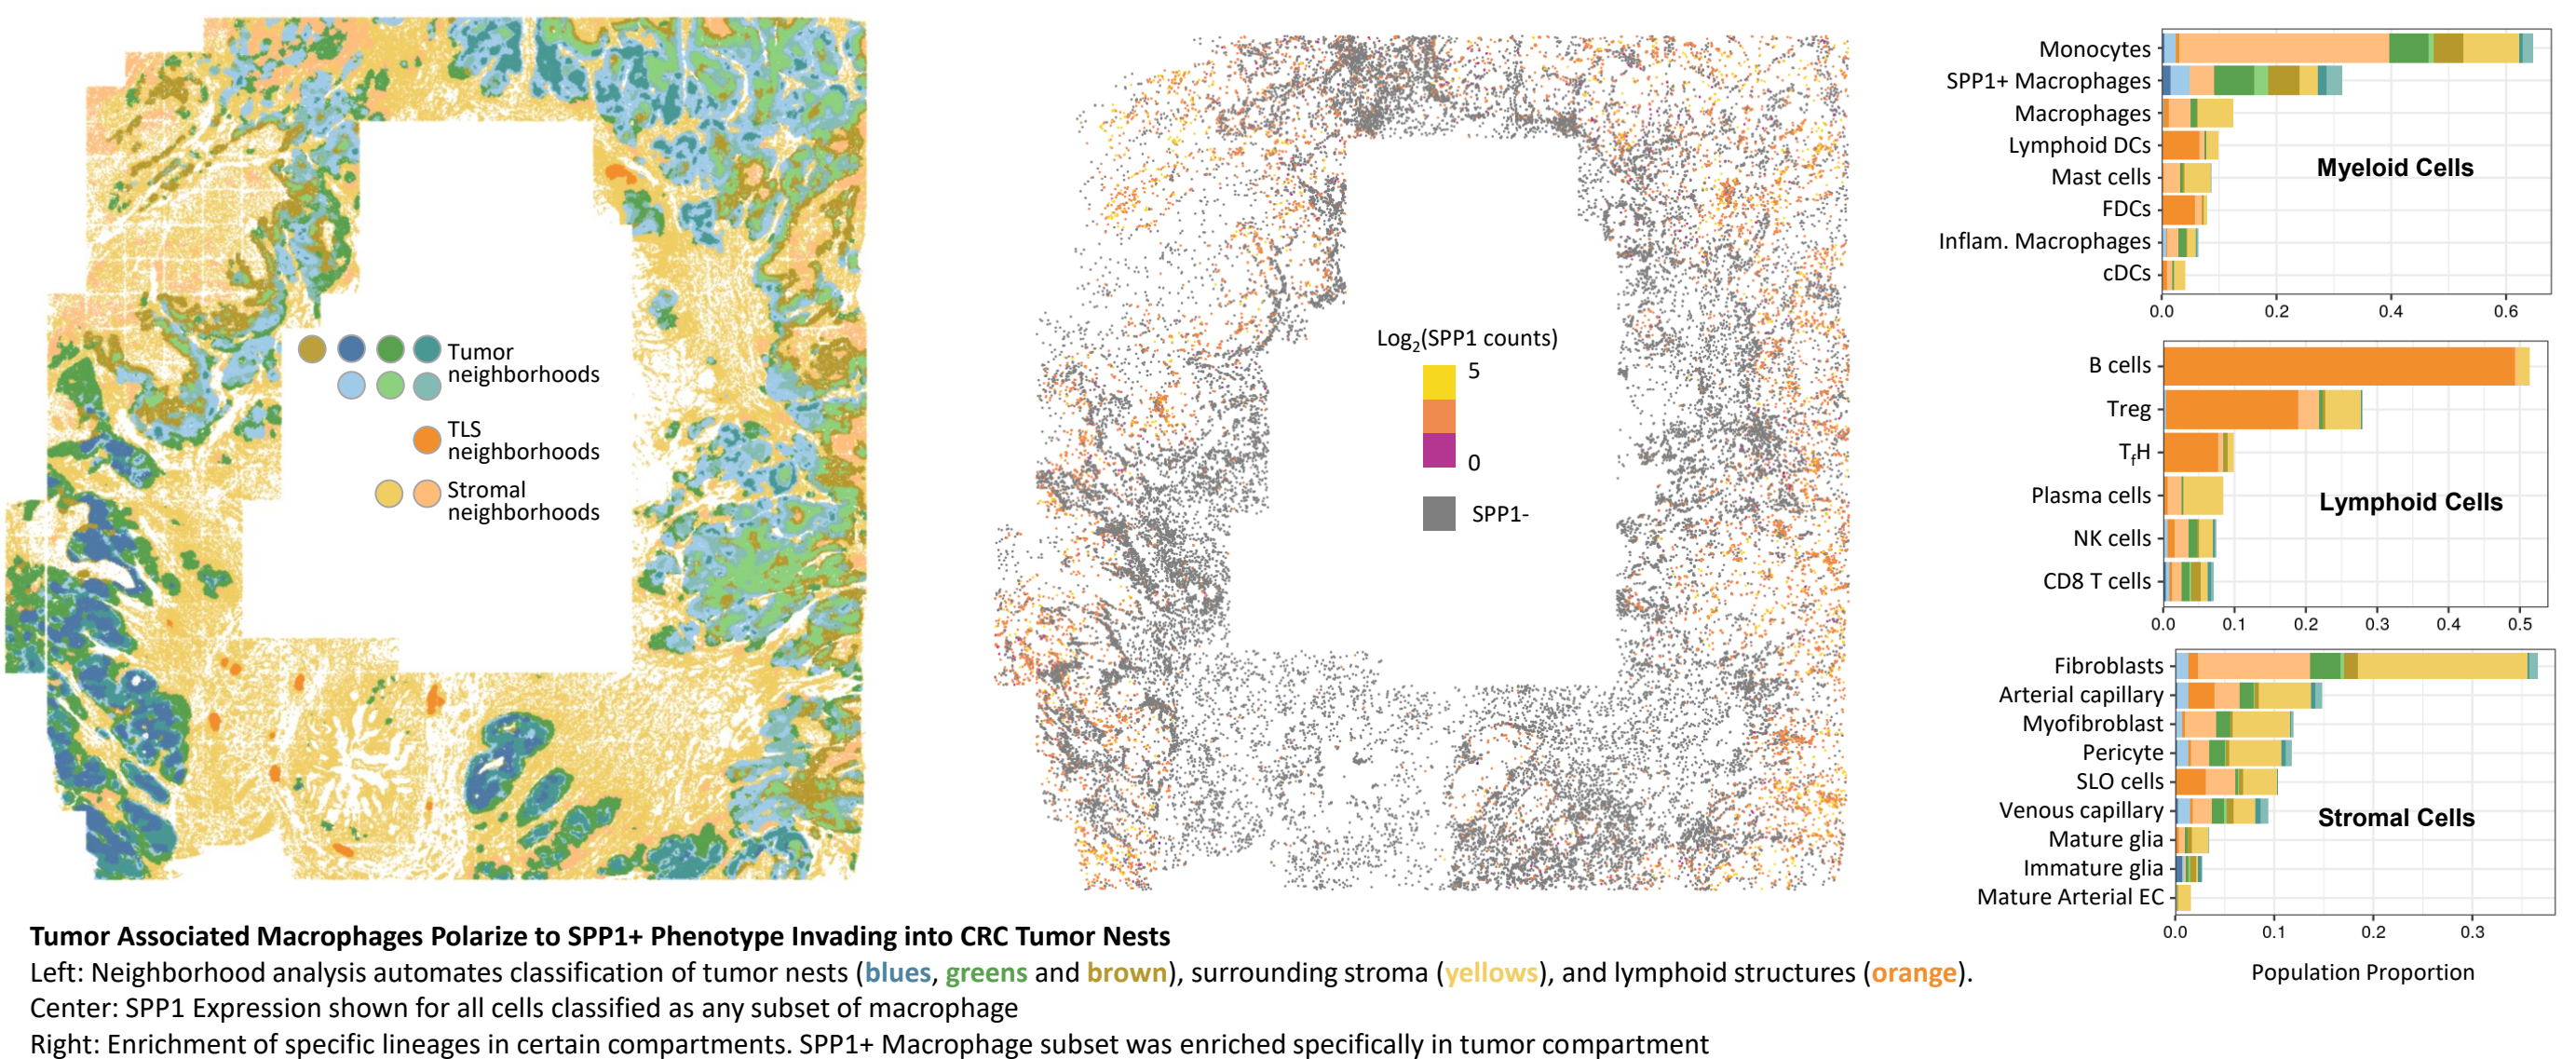 Tumor
neighborhoods
TLS
neighborhoods
Stromal
neighborhoods
Log2(SPP1 counts)
5
0
SPP1-
Monocytes
SPP1+ Macrophages
Macrophages
Lymphoid DCs
Mast cells
FDCs
Inflam. Macrophages
cDCs
Myeloid Cells
0.0 0.2 0.4 0.6
B cells
Treg
TfH
Plasma cells
NK cells
CD8 T cells
Lymphoid Cells
0.0 0.1 0.2 0.3 0.4 0.5
Fibroblasts
Arterial capillary
Myofibroblast
Pericyte
SLO cells
Venous capillary
Mature glia
Immature glia
Mature Arterial EC
Stromal Cells
0.0 0.1 0.2 0.3
Population Proportion
Tumor Associated Macrophages Polarize to SPP1+ Phenotype Invading into CRC Tumor Nests
Left: Neighborhood analysis automates classification of tumor nests (blues, greens and brown), surrounding stroma (yellows), and lymphoid structures (orange).
Center: SPP1 Expression shown for all cells classified as any subset of macrophage
Right: Enrichment of specific lineages in certain compartments. SPP1+ Macrophage subset was enriched specifically in tumor compartment